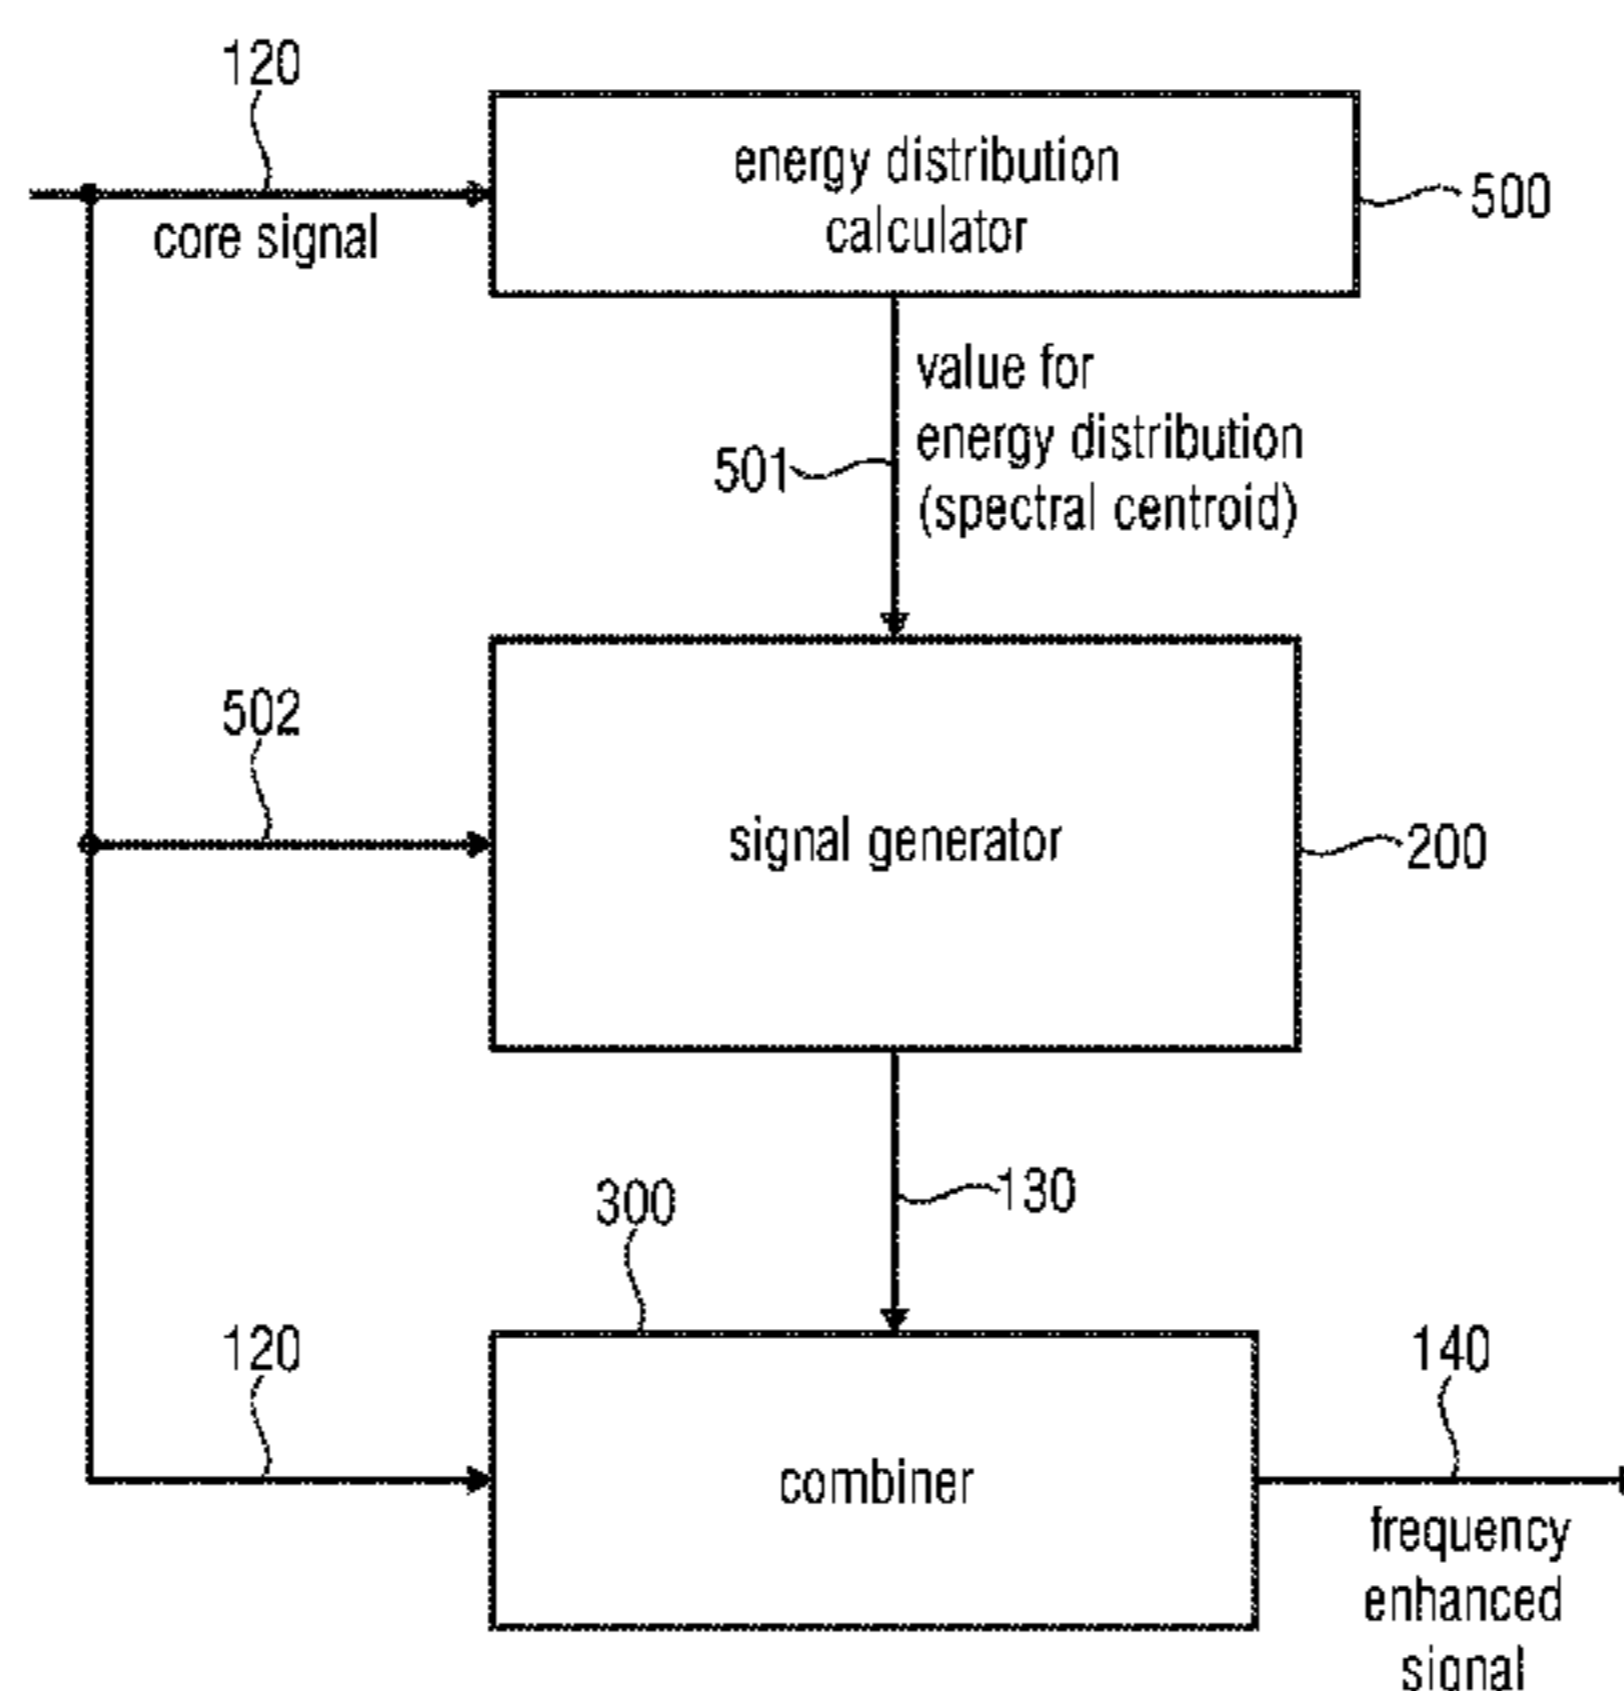 120
core signal
energy distribution
calculator
500
value for
energy distribution
(spectral centroid)
501
502
signal generator
200
130
300
120
combiner
140
frequency
enhanced
signal